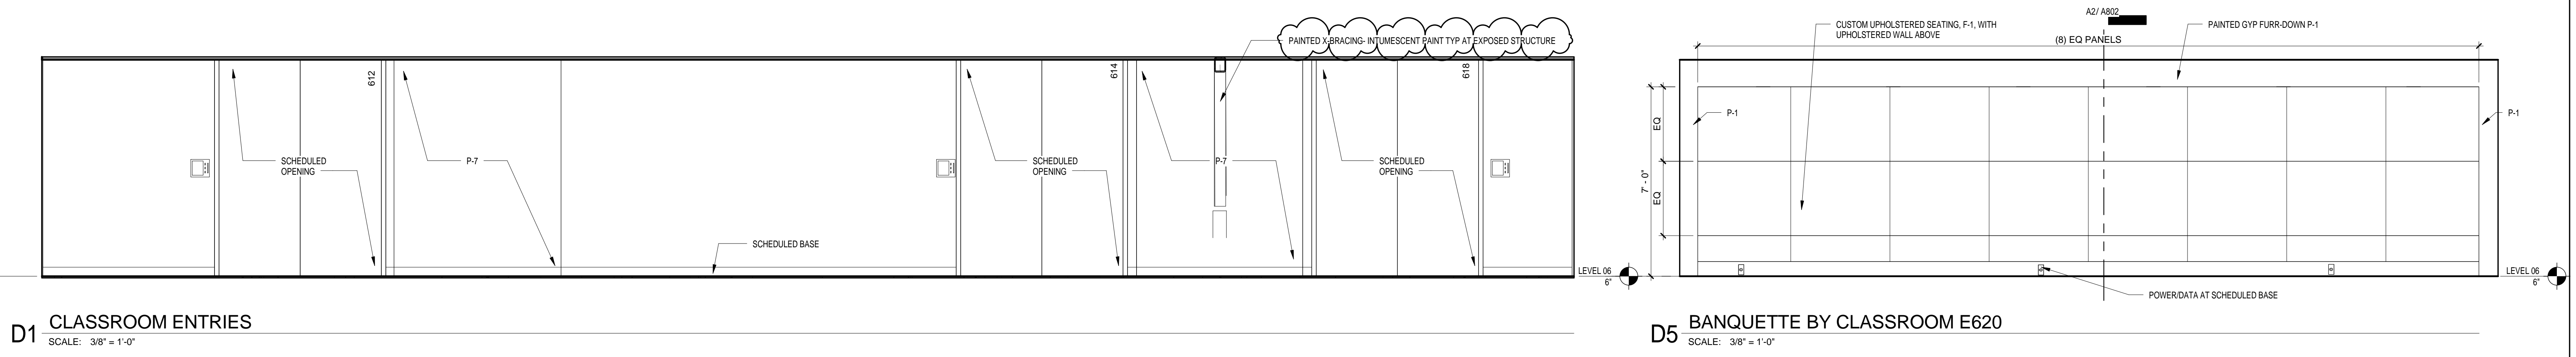 PAINTED X-BRACING- INTUMESCENT PAINT TYP AT EXPOSED STRUCTURE
612
614
618
SCHEDULED
OPENING
P-7
SCHEDULED
OPENING
P-7
SCHEDULED
OPENING
SCHEDULED BASE
LEVEL 06
6"
D1 CLASSROOM ENTRIES
SCALE: 3/8" = 1'-0"
A2/ A802
CUSTOM UPHOLSTERED SEATING, F-1, WITH
UPHOLSTERED WALL ABOVE
PAINTED GYP FURR-DOWN P-1
(8) EQ PANELS
P-1
P-1
EQ
EQ
7' - 0"
LEVEL 06
6"
POWER/DATA AT SCHEDULED BASE
D5 BANQUETTE BY CLASSROOM E620
SCALE: 3/8" = 1'-0"